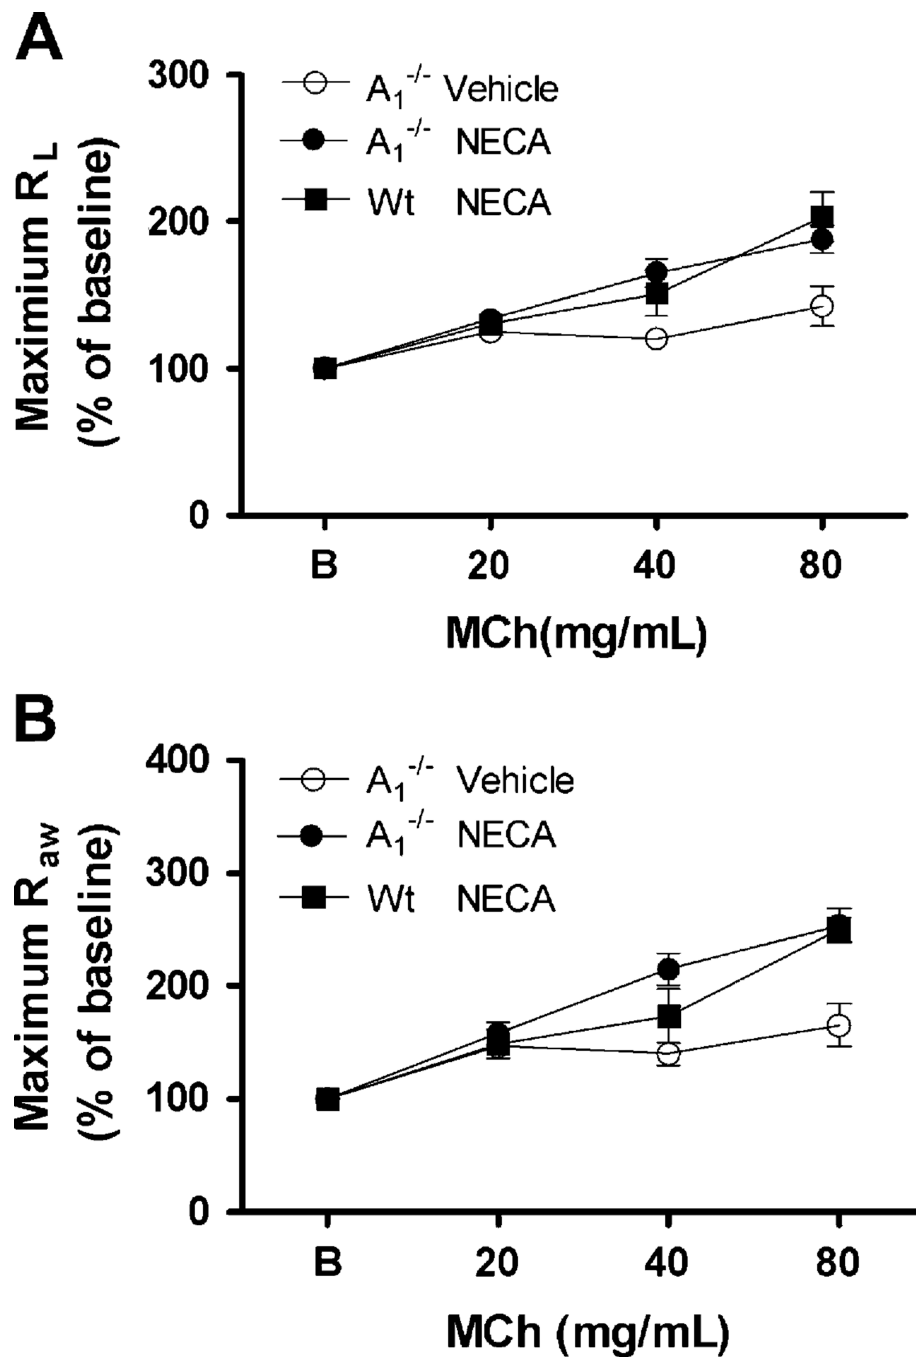 A
300
200
100
0
Maximium R_L
(% of baseline)
A₁⁻/⁻ Vehicle
A₁⁻/⁻ NECA
Wt NECA
B 20 40 80
MCh(mg/mL)
B
400
300
200
100
0
Maximum R_aw
(% of baseline)
A₁⁻/⁻ Vehicle
A₁⁻/⁻ NECA
Wt NECA
B 20 40 80
MCh (mg/mL)